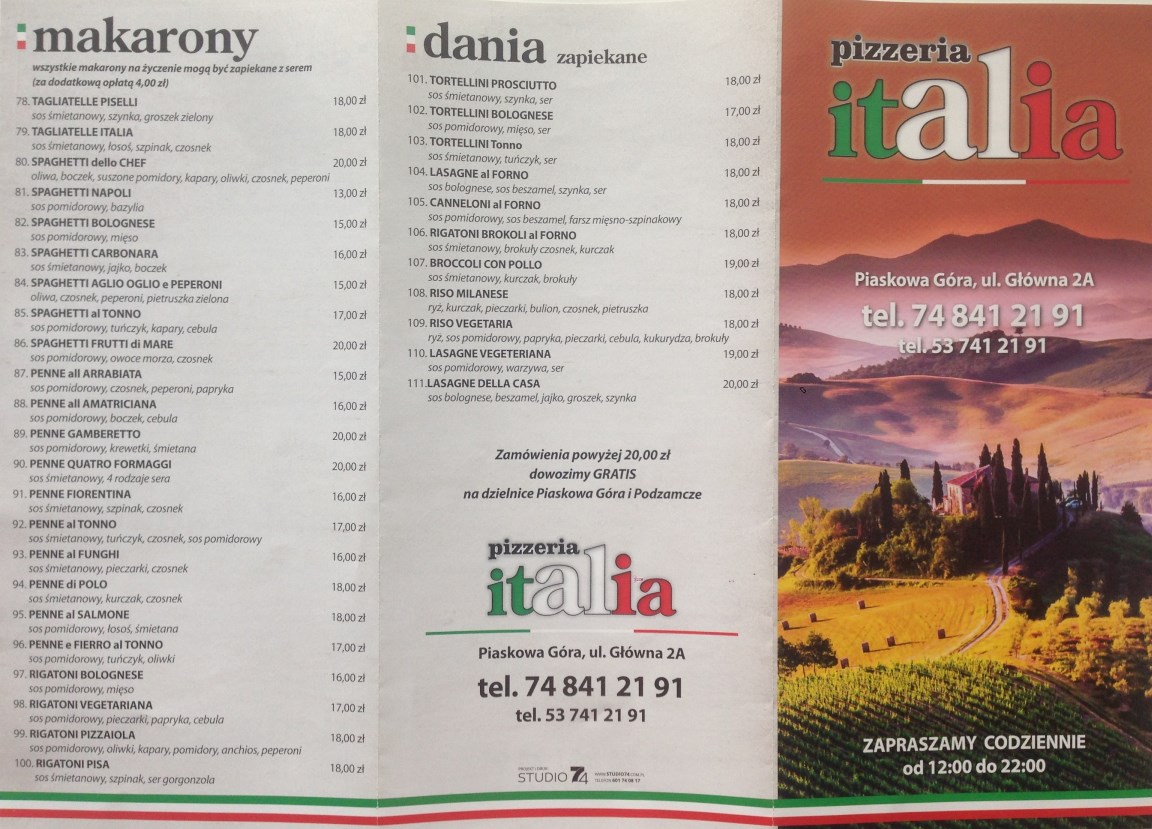 makarony
wszystkie makarony na życzenie mogą być zapiekane z serem
(za dodatkową opłatą 4,00 zł)
78. TAGLIATELLE PISELLI 18,00 zł
sos śmietanowy, szynka, groszek zielony
79. TAGLIATELLE ITALIA 18,00 zł
sos śmietanowy, łosoś, szpinak, czosnek
80. SPAGHETTI dello CHEF 20,00 zł
oliwa, boczek, suszone pomidory, kapary, oliwki, czosnek, peperoni
81. SPAGHETTI NAPOLI 13,00 zł
sos pomidorowy, bazylia
82. SPAGHETTI BOLOGNESE 15,00 zł
sos pomidorowy, mięso
83. SPAGHETTI CARBONARA 16,00 zł
sos śmietanowy, jajko, boczek
84. SPAGHETTI AGLIO OGLIO e PEPERONI 15,00 zł
oliwa, czosnek, peperoni, pietruszka zielona
85. SPAGHETTI al TONNO 17,00 zł
sos pomidorowy, tuńczyk, kapary, cebula
86. SPAGHETTI FRUTTI di MARE 20,00 zł
sos pomidorowy, owoce morza, czosnek
87. PENNE all ARRABIATA 15,00 zł
sos pomidorowy, czosnek, peperoni, papryka
88. PENNE all AMATRICIANA 16,00 zł
sos pomidorowy, boczek, cebula
89. PENNE GAMBERETTO 20,00 zł
sos pomidorowy, krewetki, śmietana
90. PENNE QUATRO FORMAGGI 20,00 zł
sos śmietanowy, 4 rodzaje sera
91. PENNE FIORENTINA 16,00 zł
sos śmietanowy, szpinak, czosnek
92. PENNE al TONNO 17,00 zł
sos śmietanowy, tuńczyk, czosnek, sos pomidorowy
93. PENNE al FUNGHI 16,00 zł
sos śmietanowy, pieczarki, czosnek
94. PENNE di POLO 18,00 zł
sos śmietanowy, kurczak, czosnek
95. PENNE al SALMONE 18,00 zł
sos pomidorowy, łosoś, śmietana
96. PENNE e FIERRO al TONNO 17,00 zł
sos pomidorowy, tuńczyk, oliwki
97. RIGATONI BOLOGNESE 16,00 zł
sos pomidorowy, mięso
98. RIGATONI VEGETARIANA 17,00 zł
sos pomidorowy, pieczarki, papryka, cebula
99. RIGATONI PIZZAIOLA 18,00 zł
sos pomidorowy, oliwki, kapary, pomidory, anchios, peperoni
100. RIGATONI PISA 18,00 zł
sos śmietanowy, szpinak, ser gorgonzola
dania zapiekane
101. TORTELLINI PROSCIUTTO 18,00 zł
sos śmietanowy, szynka, ser
102. TORTELLINI BOLOGNESE 17,00 zł
sos pomidorowy, mięso, ser
103. TORTELLINI Tonno 18,00 zł
sos śmietanowy, tuńczyk, ser
104. LASAGNE al FORNO 18,00 zł
sos bolognese, sos beszamel, szynka, ser
105. CANNELONI al FORNO 18,00 zł
sos pomidorowy, sos beszamel, farsz mięsno-szpinakowy
106. RIGATONI BROKOLI al FORNO 18,00 zł
sos śmietanowy, brokuły czosnek, kurczak
107. BROCCOLI CON POLLO 19,00 zł
sos śmietanowy, kurczak, brokuły
108. RISO MILANESE 18,00 zł
ryż, kurczak, pieczarki, bulion, czosnek, pietruszka
109. RISO VEGETARIA 18,00 zł
ryż, sos pomidorowy, papryka, pieczarki, cebula, kukurydza, brokuły
110. LASAGNE VEGETERIANA 19,00 zł
sos pomidorowy, warzywa, ser
111. LASAGNE DELLA CASA 20,00 zł
sos bolognese, beszamel, jajko, groszek, szynka
Zamówienia powyżej 20,00 zł
dowozimy GRATIS
na dzielnice Piaskowa Góra i Podzamcze
pizzeria
italia
Piaskowa Góra, ul. Główna 2A
tel. 74 841 21 91
tel. 53 741 21 91
PROJEKT I DRUK:
STUDIO 74
WWW.STUDIO74.COM.PL
TELEFON 601 74 08 17
pizzeria
italia
Piaskowa Góra, ul. Główna 2A
tel. 74 841 21 91
tel. 53 741 21 91
ZAPRASZAMY CODZIENNIE
od 12:00 do 22:00